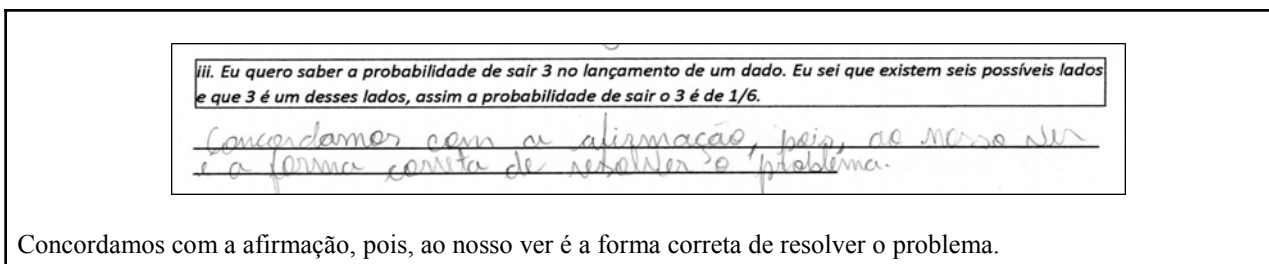 iii. Eu quero saber a probabilidade de sair 3 no lançamento de um dado. Eu sei que existem seis possíveis lados
e que 3 é um desses lados, assim a probabilidade de sair o 3 é de 1/6.
Concordamos com a afirmação, pois, ao nosso ver
é a forma correta de resolver o problema.
Concordamos com a afirmação, pois, ao nosso ver é a forma correta de resolver o problema.